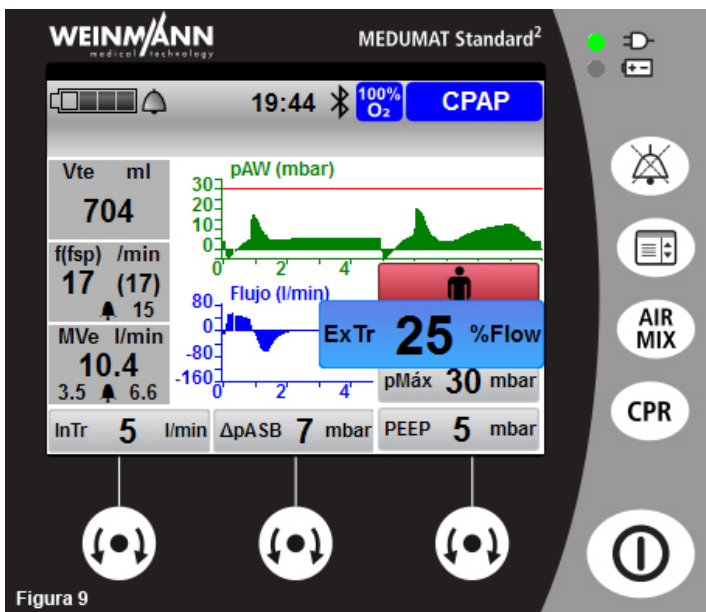 WEINMANN
medical technology
MEDUMAT Standard²
19:44
100% O₂
CPAP
Vte ml
704
f(fsp) /min
17 (17)
15
MVe l/min
10.4
3.5 6.6
pAW (mbar)
30
20
10
0
0 2' 4'
Flujo (l/min)
80
0
-80
-160
0 2' 4'
ExTr 25 %Flow
pMáx 30 mbar
InTr 5 l/min
ΔpASB 7 mbar
PEEP 5 mbar
AIR
MIX
CPR
Figura 9